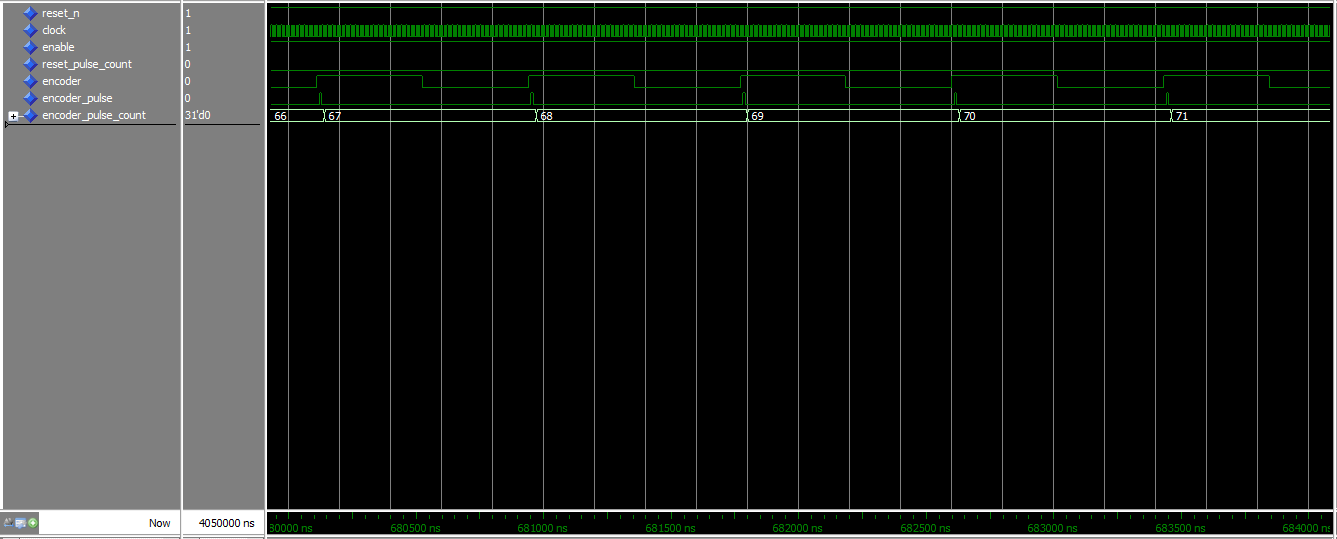 reset_n 1
clock 1
enable 1
reset_pulse_count 0
encoder 0
encoder_pulse 0
encoder_pulse_count 31'd0 66 67 68 69 70 71
Now 4050000 ns 80000 ns 680500 ns 681000 ns 681500 ns 682000 ns 682500 ns 683000 ns 683500 ns 684000 ns